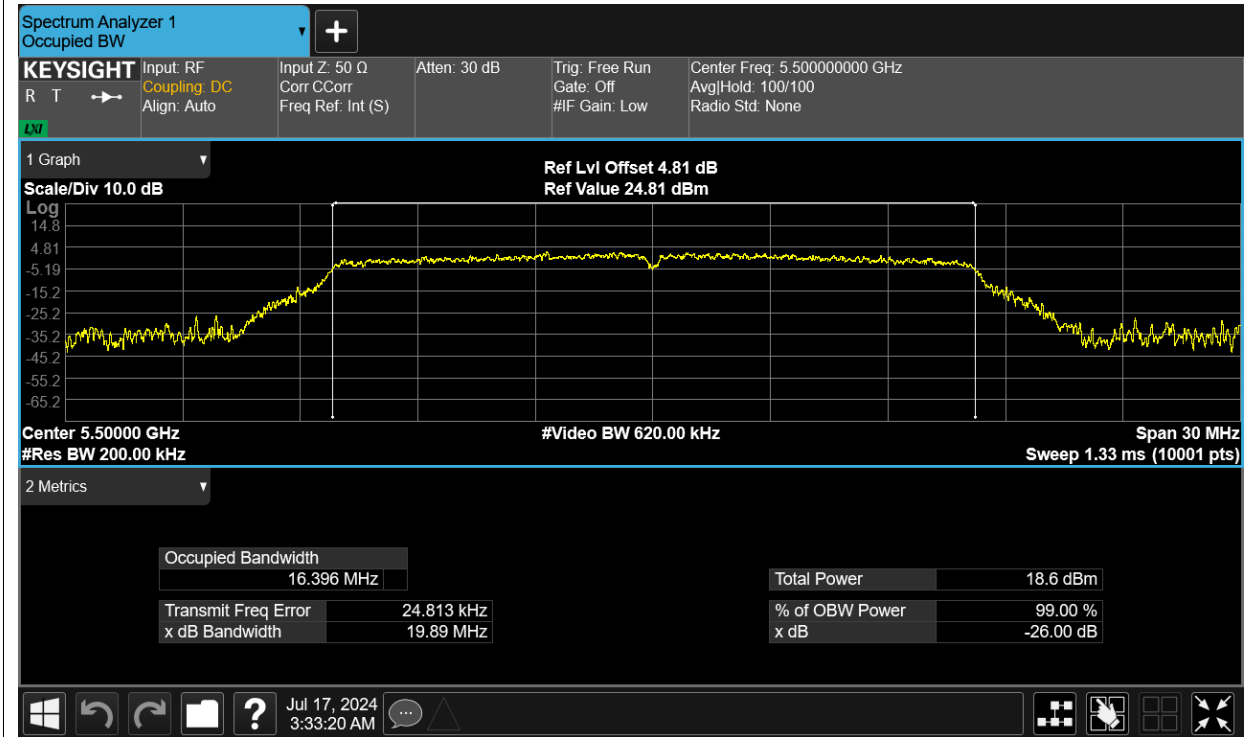 Spectrum Analyzer 1
Occupied BW
KEYSIGHT Input: RF Input Z: 50 Ω Atten: 30 dB Trig: Free Run Center Freq: 5.500000000 GHz
R T Coupling: DC Corr CCorr Gate: Off Avg|Hold: 100/100
Align: Auto Freq Ref: Int (S) #IF Gain: Low Radio Std: None
LXI
1 Graph
Ref Lvl Offset 4.81 dB
Scale/Div 10.0 dB Ref Value 24.81 dBm
Log
14.8
4.81
-5.19
-15.2
-25.2
-35.2
-45.2
-55.2
-65.2
Center 5.50000 GHz #Video BW 620.00 kHz Span 30 MHz
#Res BW 200.00 kHz Sweep 1.33 ms (10001 pts)
2 Metrics
Occupied Bandwidth
16.396 MHz Total Power 18.6 dBm
Transmit Freq Error 24.813 kHz % of OBW Power 99.00 %
x dB Bandwidth 19.89 MHz x dB -26.00 dB
? Jul 17, 2024
3:33:20 AM